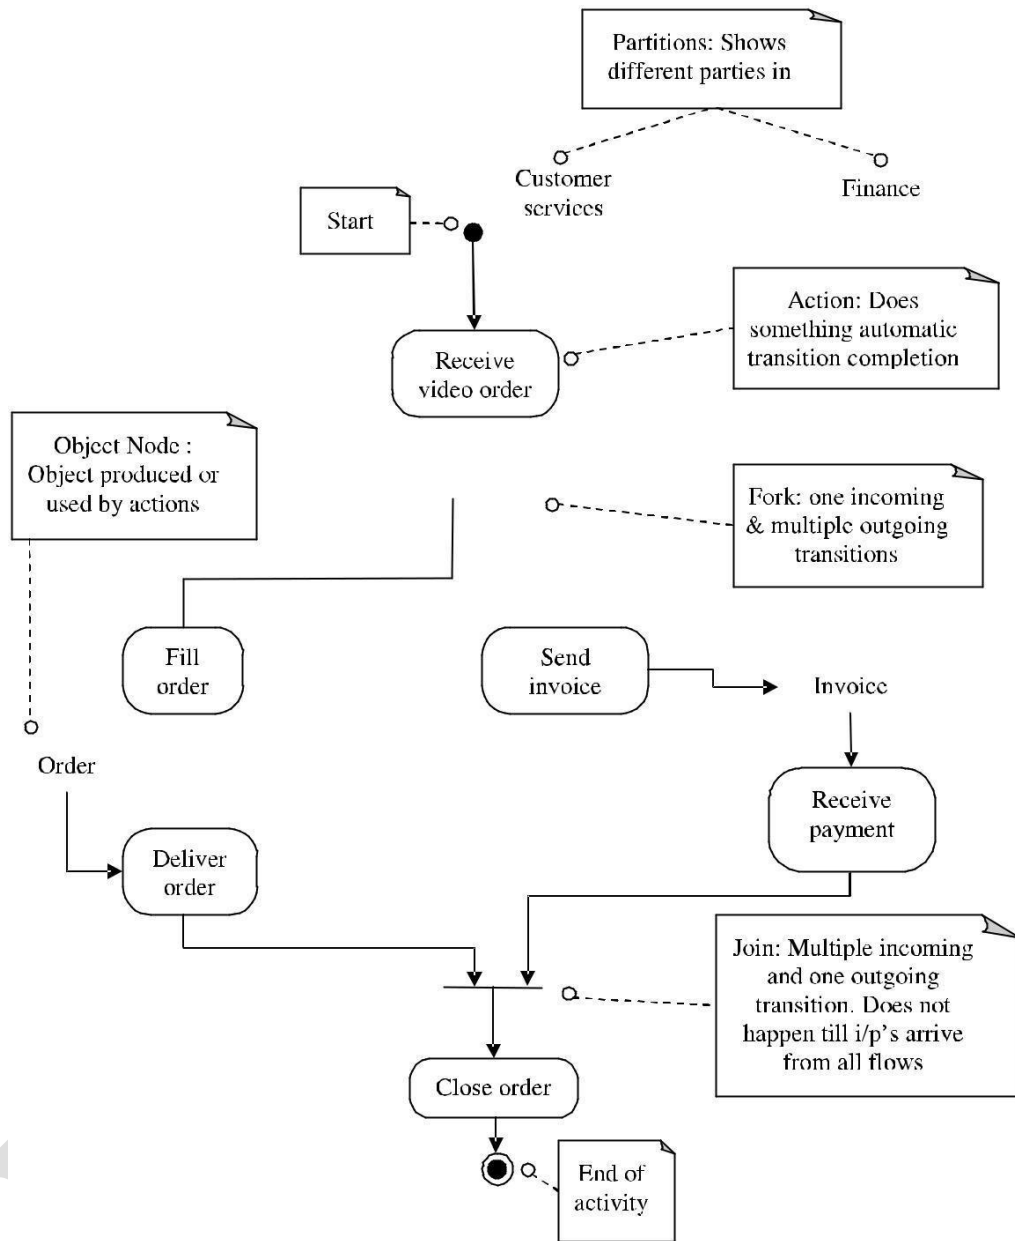 Partitions: Shows
different parties in
Customer
services
Finance
Start
Action: Does
something automatic
transition completion
Receive
video order
Object Node :
Object produced or
used by actions
Fork: one incoming
& multiple outgoing
transitions
Fill
order
Send
invoice
Invoice
Order
Receive
payment
Deliver
order
Join: Multiple incoming
and one outgoing
transition. Does not
happen till i/p's arrive
from all flows
Close order
End of
activity